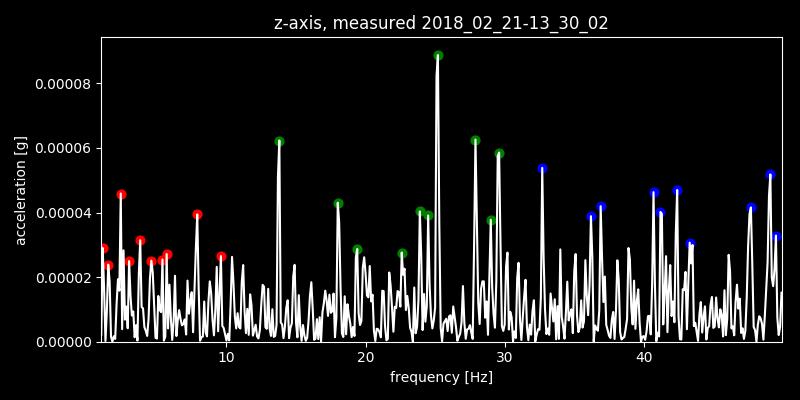 z-axis, measured 2018_02_21-13_30_02
acceleration [g]
0.00008
0.00006
0.00004
0.00002
0.00000
10 20 30 40
frequency [Hz]